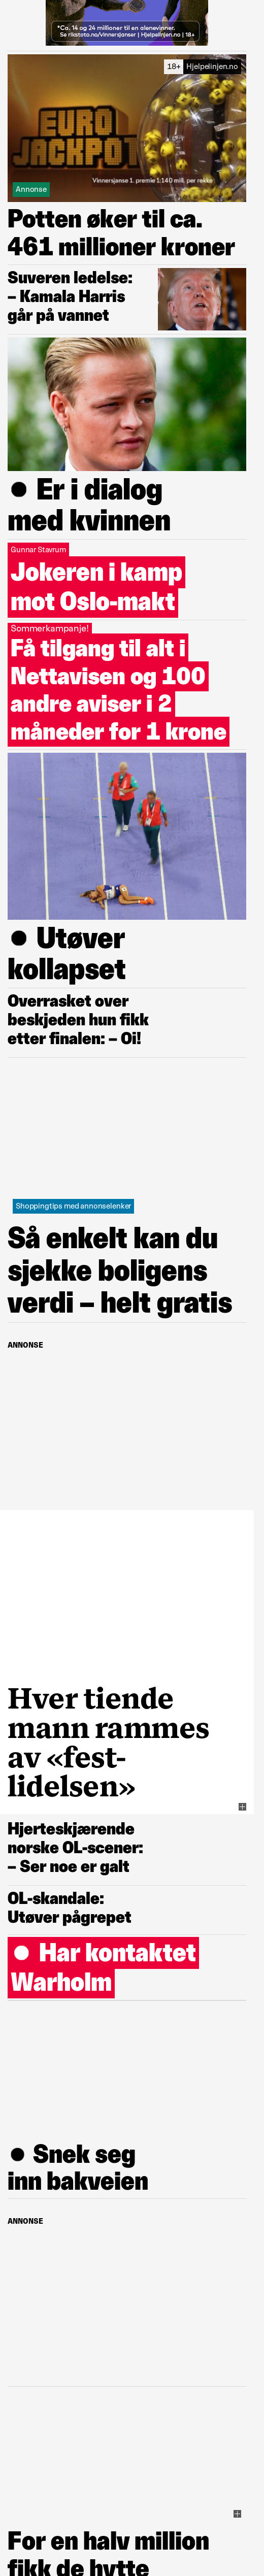 *Ca. 14 og 24 millioner til en alenevinner.
Se rikstoto.no/vinnersjanser | Hjelpelinjen.no | 18+
18+ Hjelpelinjen.no
EURO
JACKPOT
Vinnersjanse 1. premie 1:140 mill. per rekke
Annonse
Potten øker til ca.
461 millioner kroner
Suveren ledelse:
– Kamala Harris
går på vannet
● Er i dialog
med kvinnen
Gunnar Stavrum
Jokeren i kamp
mot Oslo-makt
Sommerkampanje!
Få tilgang til alt i
Nettavisen og 100
andre aviser i 2
måneder for 1 krone
● Utøver
kollapset
Overrasket over
beskjeden hun fikk
etter finalen: – Oi!
Shoppingtips med annonselenker
Så enkelt kan du
sjekke boligens
verdi – helt gratis
ANNONSE
Hver tiende
mann rammes
av «fest-
lidelsen»
Hjerteskjærende
norske OL-scener:
– Ser noe er galt
OL-skandale:
Utøver pågrepet
● Har kontaktet
Warholm
● Snek seg
inn bakveien
ANNONSE
For en halv million
fikk de hytte